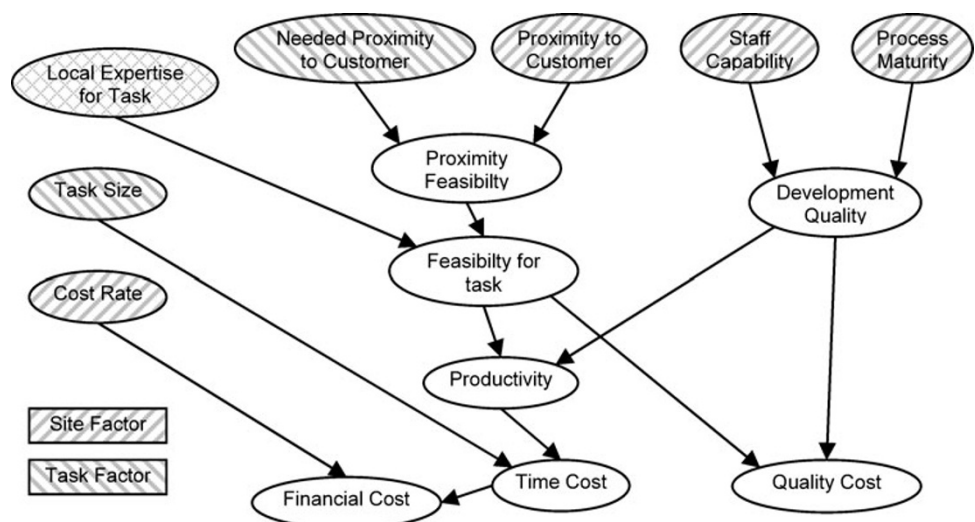 Needed Proximity
to Customer
Proximity to
Customer
Staff
Capability
Process
Maturity
Local Expertise
for Task
Proximity
Feasibilty
Task Size
Development
Quality
Feasibilty for
task
Cost Rate
Productivity
Site Factor
Task Factor
Financial Cost
Time Cost
Quality Cost